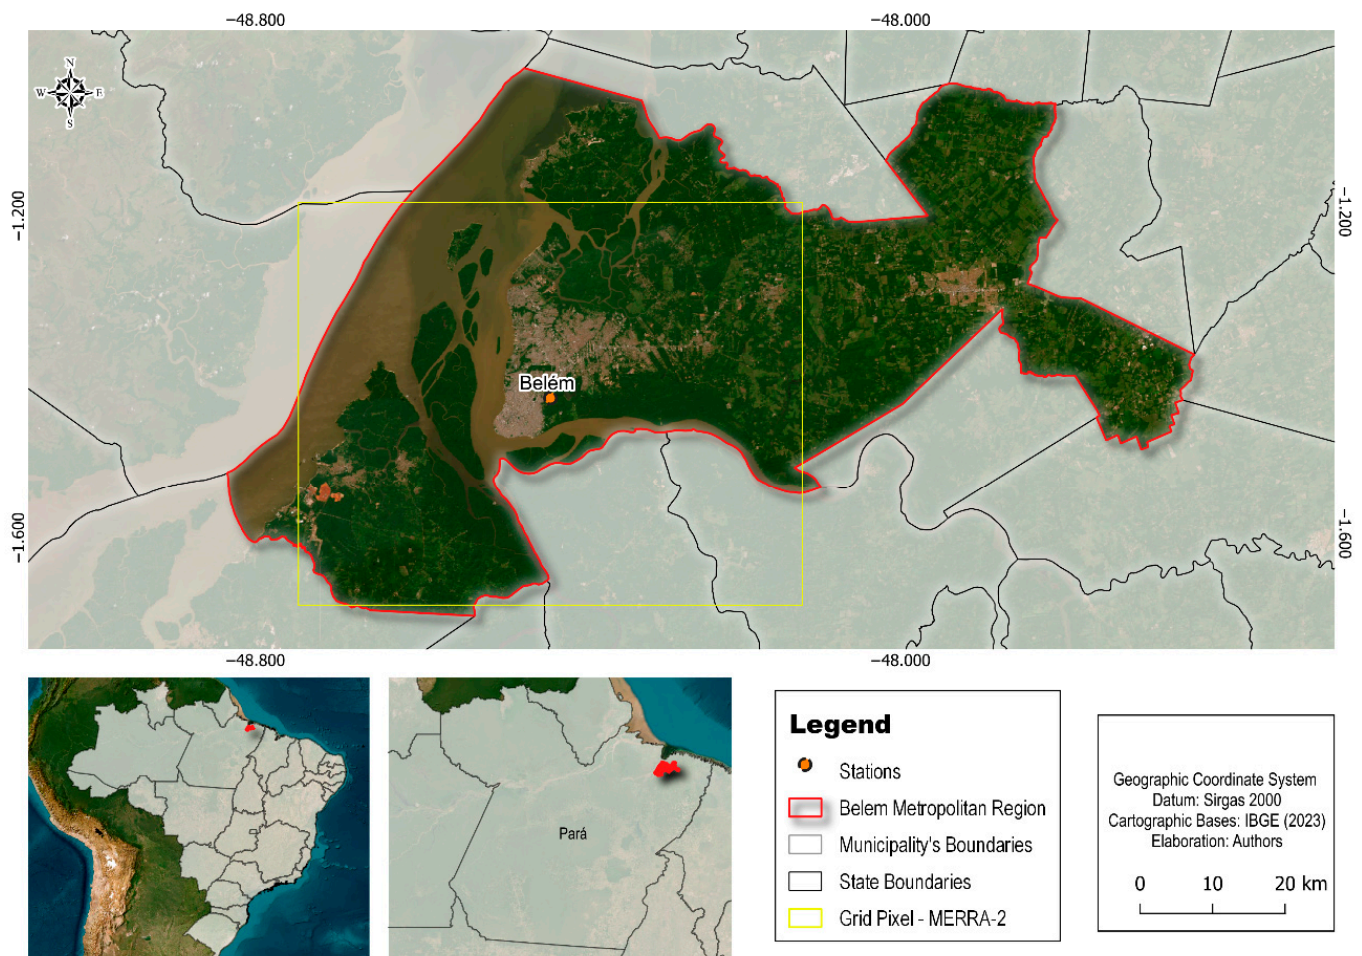 −48.800
−48.000
N
W
E
S
−1.200
−1.200
Belém
−1.600
−1.600
−48.800
−48.000
Pará
Legend
Stations
Belem Metropolitan Region
Municipality's Boundaries
State Boundaries
Grid Pixel - MERRA-2
Geographic Coordinate System
Datum: Sirgas 2000
Cartographic Bases: IBGE (2023)
Elaboration: Authors
0 10 20 km